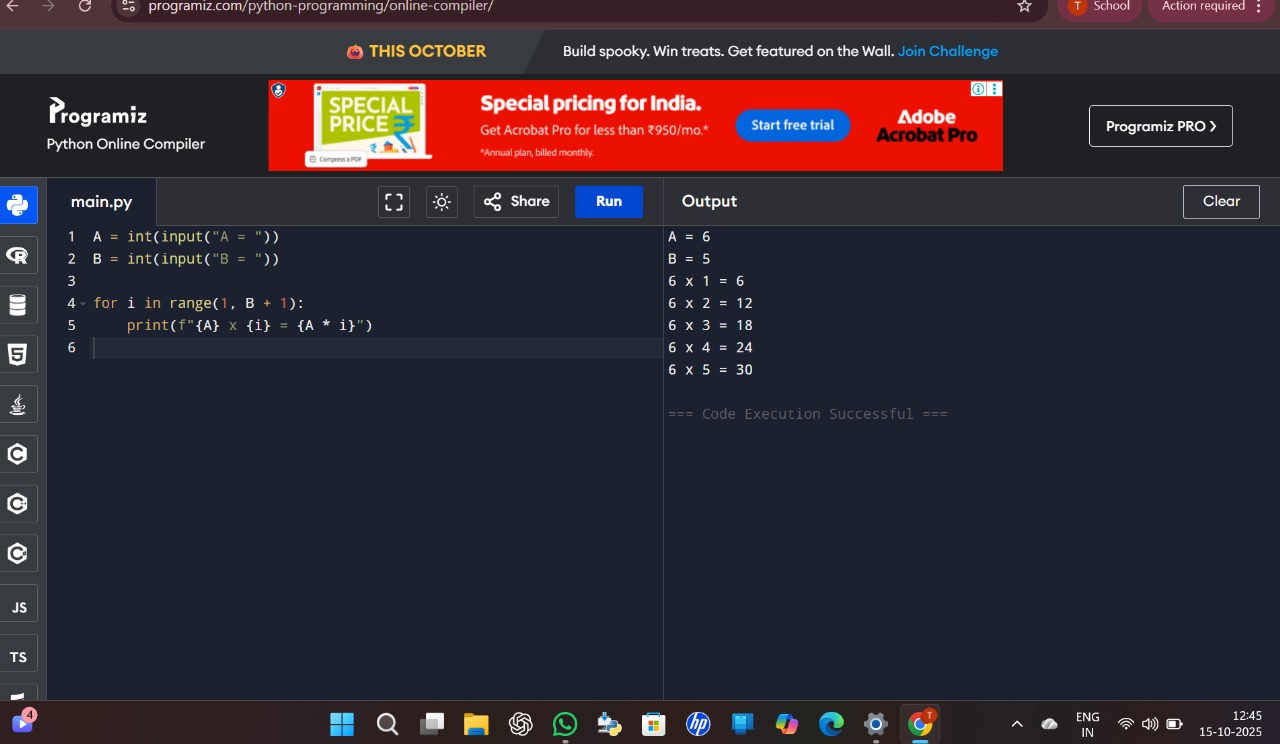 programiz.com/python-programming/online-compiler/
T School
Action required
THIS OCTOBER
Build spooky. Win treats. Get featured on the Wall. Join Challenge
Programiz
Python Online Compiler
SPECIAL
PRICE
Compress a PDF
Special pricing for India.
Get Acrobat Pro for less than ₹950/mo.*
*Annual plan, billed monthly.
Start free trial
Adobe
Acrobat Pro
Programiz PRO
main.py
Share
Run
Output
Clear
1 A = int(input("A = "))
2 B = int(input("B = "))
3
4 for i in range(1, B + 1):
5     print(f"{A} x {i} = {A * i}")
6
A = 6
B = 5
6 x 1 = 6
6 x 2 = 12
6 x 3 = 18
6 x 4 = 24
6 x 5 = 30
=== Code Execution Successful ===
R
5
C
C
C
JS
TS
4
hp
T
ENG
IN
12:45
15-10-2025